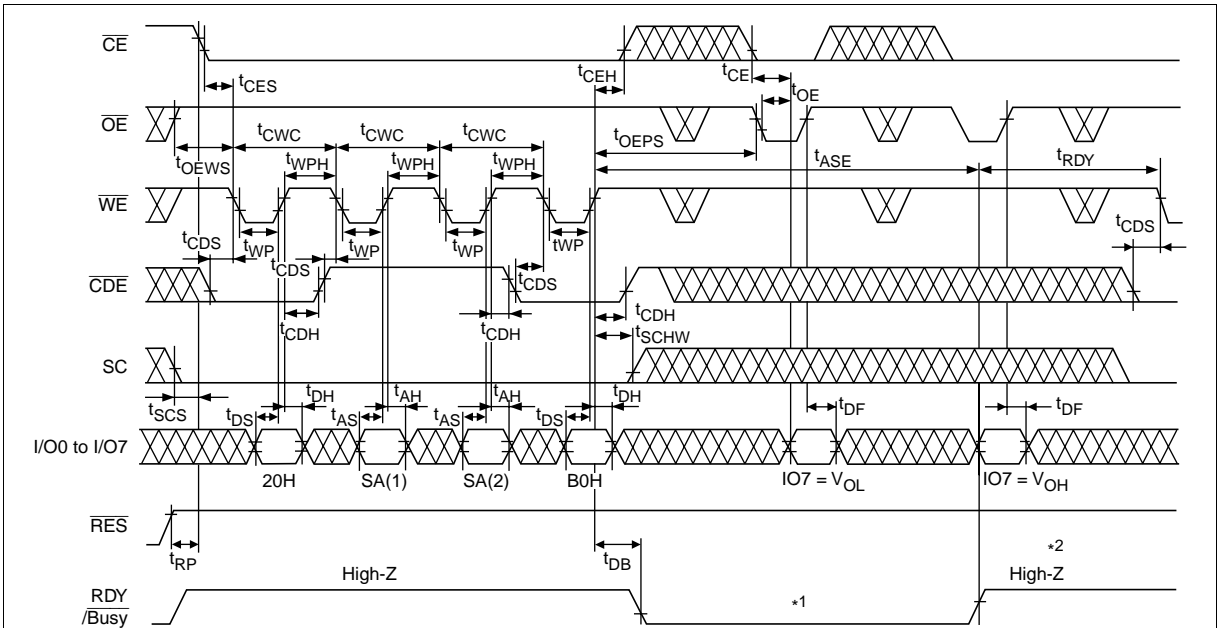 CE
tCES
tCEH
tCE
tOE
OE
tOEWS
tCWC
tCWC
tCWC
tOEPS
tWPH
tWPH
tWPH
tASE
tRDY
WE
tCDS
tWP
tWP
tWP
tWP
tCDS
tCDS
tCDS
CDE
tCDH
tCDH
tCDH
tSCHW
SC
tSCS
tDS
tDH
tAS
tAH
tAS
tAH
tDS
tDH
tDF
tDF
I/O0 to I/O7
20H
SA(1)
SA(2)
B0H
IO7 = VOL
IO7 = VOH
RES
tRP
tDB
*2
High-Z
High-Z
RDY
/Busy
*1